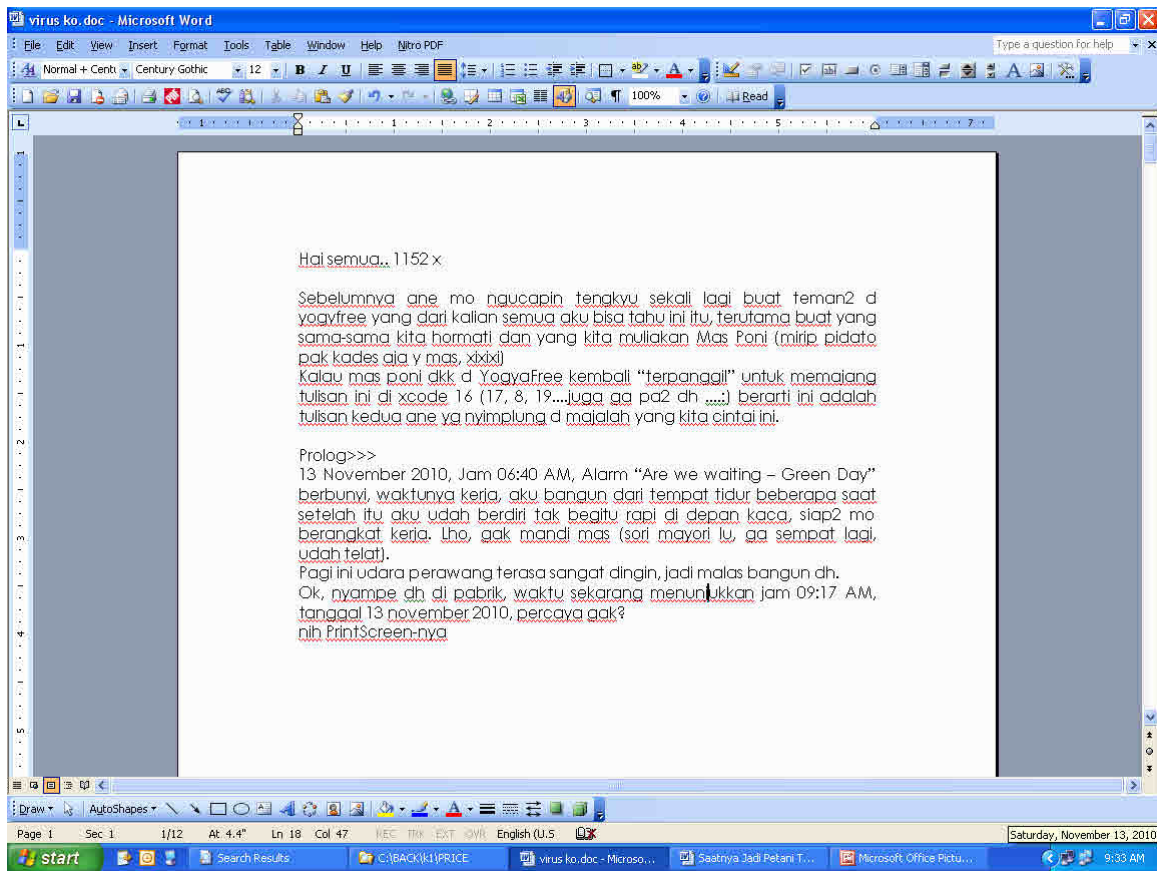 virus ko.doc - Microsoft Word
File Edit View Insert Format Tools Table Window Help Nitro PDF
Type a question for help
Normal + Centu Century Gothic 12 B I U
100% Read
1 1 2 3 4 5 7
Hai semua.. 1152 x
Sebelumnya ane mo ngucapin tengkyu sekali lagi buat teman2 d
yogyfree yang dari kalian semua aku bisa tahu ini itu, terutama buat yang
sama-sama kita hormati dan yang kita muliakan Mas Poni (mirip pidato
pak kades aja y mas, xixixi)
Kalau mas poni dkk d YogyaFree kembali “terpanggil” untuk memajang
tulisan ini di xcode 16 (17, 8, 19....juga ga pa2 dh ....:) berarti ini adalah
tulisan kedua ane yg nyimplung d majalah yang kita cintai ini.
Prolog>>>
13 November 2010, Jam 06:40 AM, Alarm “Are we waiting – Green Day”
berbunyi, waktunya kerja, aku bangun dari tempat tidur beberapa saat
setelah itu aku udah berdiri tak begitu rapi di depan kaca, siap2 mo
berangkat kerja. Lho, gak mandi mas (sori mayori lu, ga sempat lagi,
udah telat).
Pagi ini udara perawang terasa sangat dingin, jadi malas bangun dh.
Ok, nyampe dh di pabrik, waktu sekarang menunjukkan jam 09:17 AM,
tanggal 13 november 2010, percaya gak?
nih PrintScreen-nya
Draw AutoShapes
Page 1 Sec 1 1/12 At 4.4" Ln 18 Col 47 REC TRK EXT OVR English (U.S
Saturday, November 13, 2010
start Search Results C:\BACK\k1\PRICE virus ko.doc - Microso... Saatnya Jadi Petani T... Microsoft Office Pictu... 9:33 AM